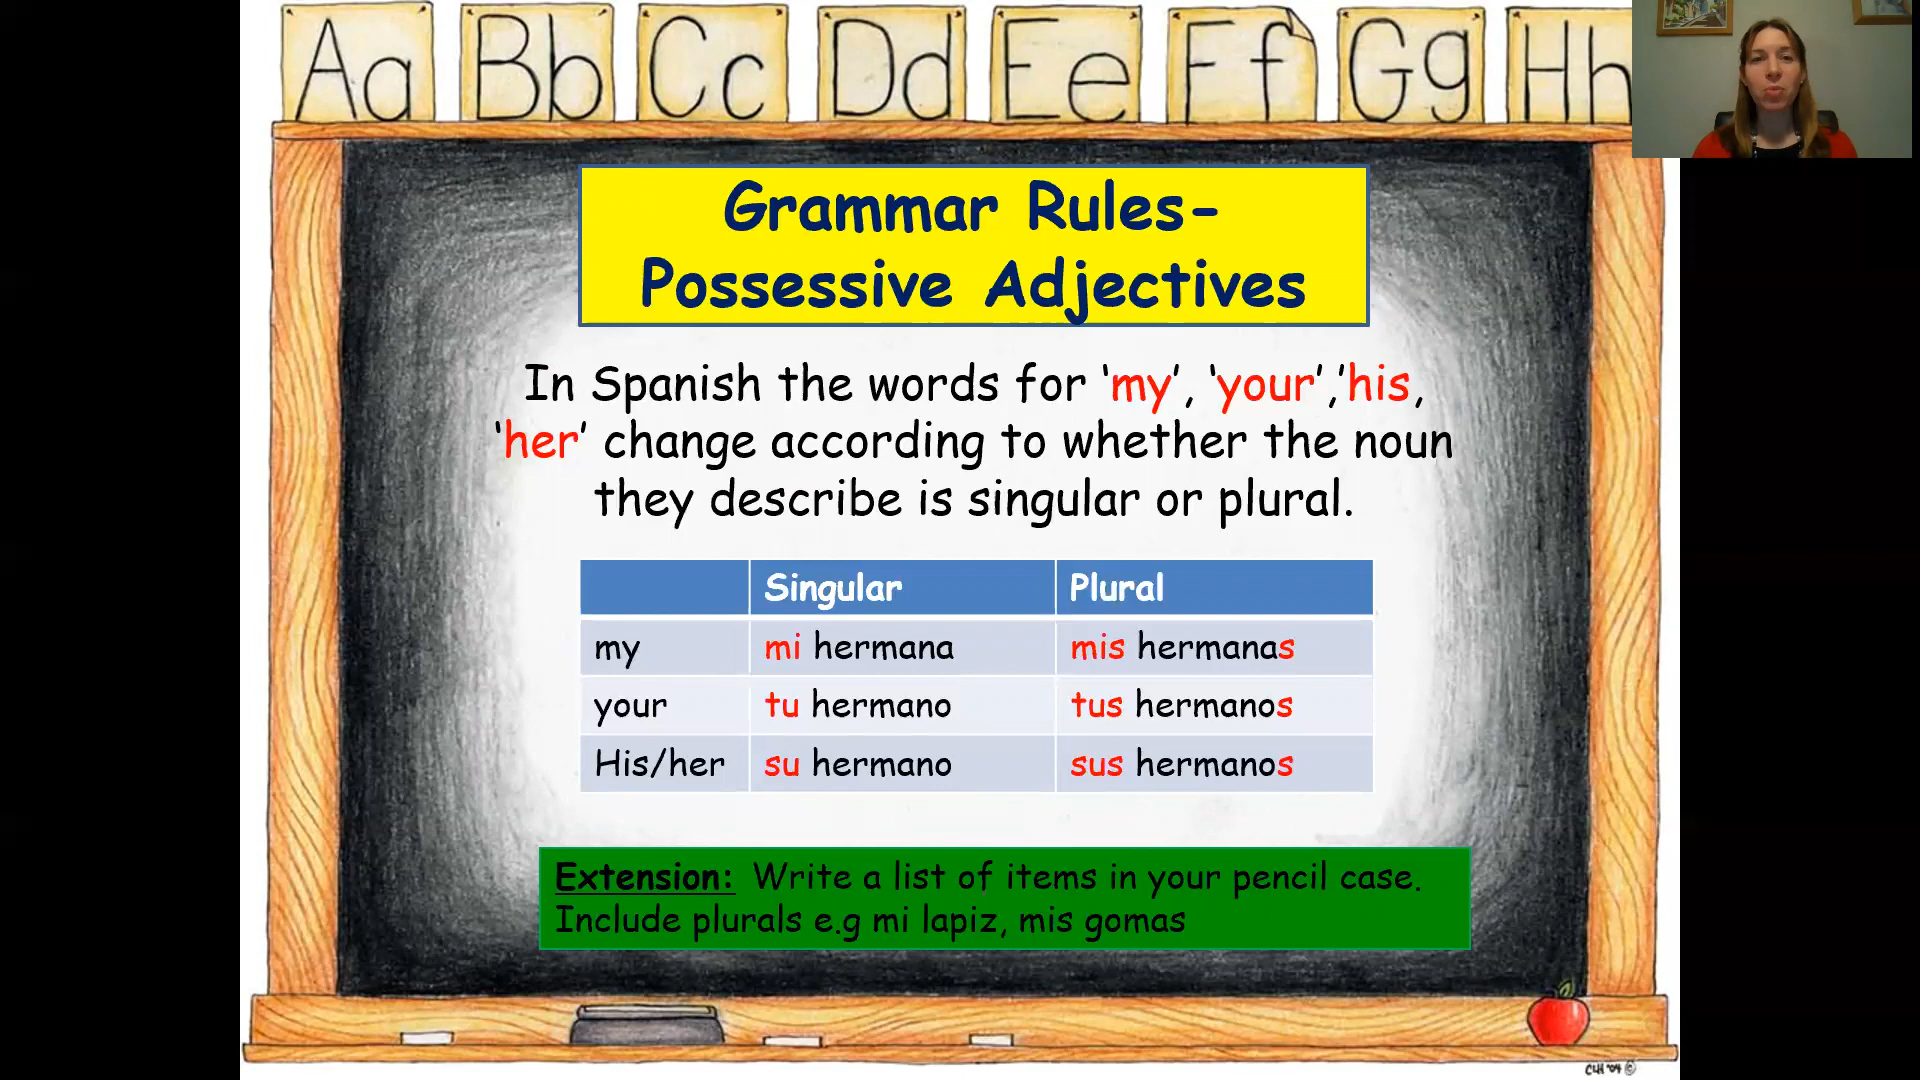 Aa Bb Cc Dd Ee Ff Gg Hh
Grammar Rules-
Possessive Adjectives
In Spanish the words for ‘my’, ‘your’,’his,
‘her’ change according to whether the noun
they describe is singular or plural.
Singular Plural
my mi hermana mis hermanas
your tu hermano tus hermanos
His/her su hermano sus hermanos
Extension: Write a list of items in your pencil case.
Include plurals e.g mi lapiz, mis gomas
CLH '04 ©